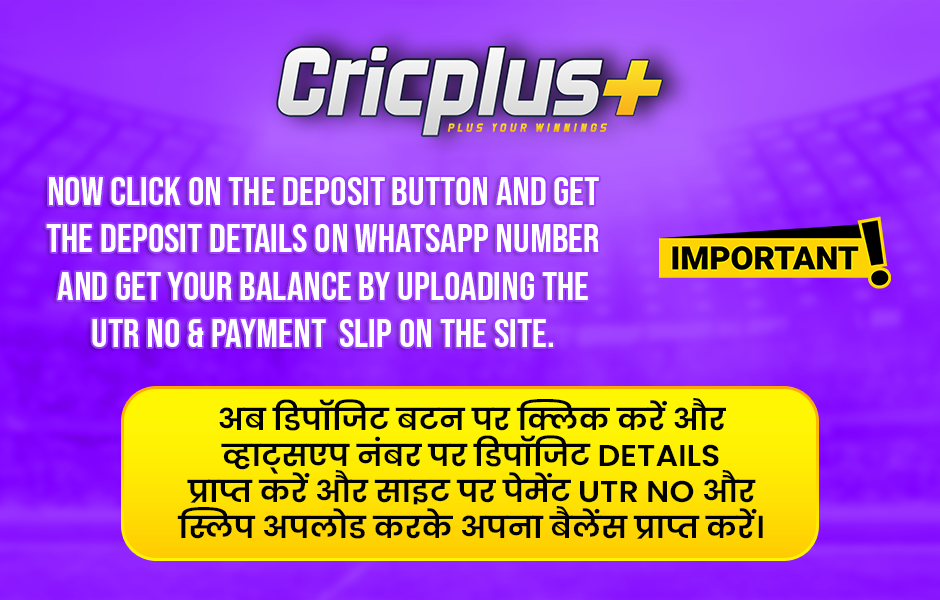 Cricplus+
PLUS YOUR WINNINGS
NOW CLICK ON THE DEPOSIT BUTTON AND GET
THE DEPOSIT DETAILS ON WHATSAPP NUMBER
AND GET YOUR BALANCE BY UPLOADING THE
UTR NO & PAYMENT SLIP ON THE SITE.
IMPORTANT!
अब डिपॉजिट बटन पर क्लिक करें और
व्हाट्सएप नंबर पर डिपॉजिट DETAILS
प्राप्त करें और साइट पर पेमेंट UTR NO और
स्लिप अपलोड करके अपना बैलेंस प्राप्त करें।